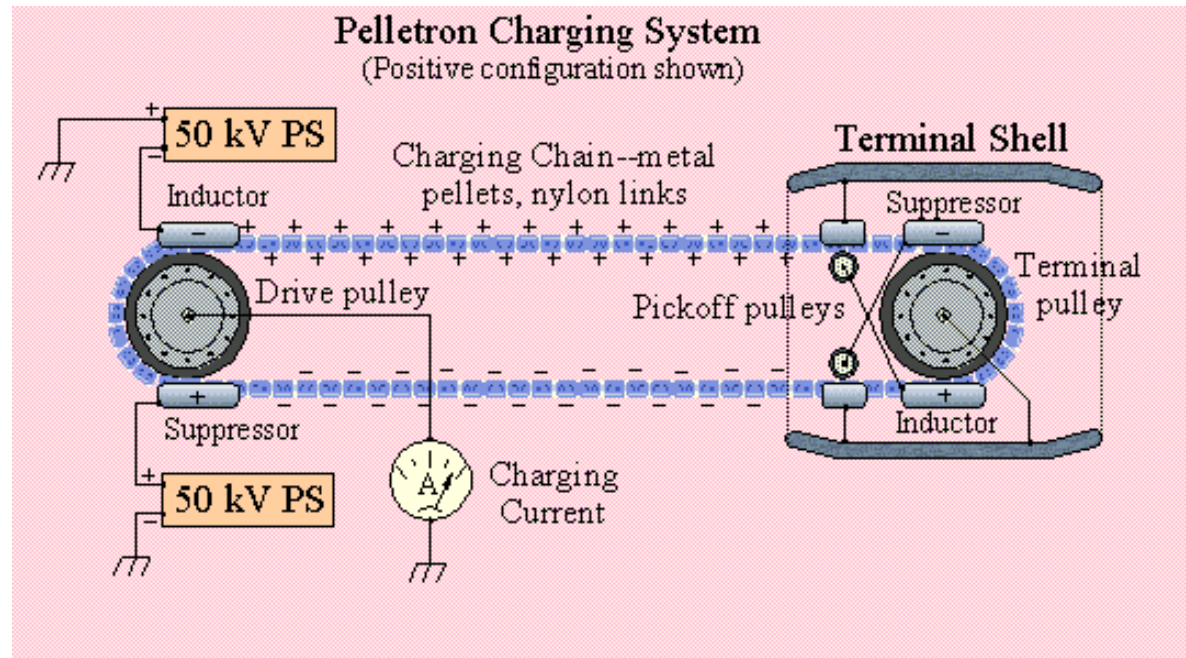 Pelletron Charging System
(Positive configuration shown)
+
50 kV PS
−
Terminal Shell
Charging Chain--metal
pellets, nylon links
Inductor
Suppressor
−
+ + + + + + + + + + + +
−
+ + + + + + + + + + + +
Terminal
pulley
Drive pulley
Pickoff pulleys
− − − − − − − − − −
+
− − − − − − − − − − −
+
Suppressor
Inductor
+
50 kV PS
−
A
Charging
Current